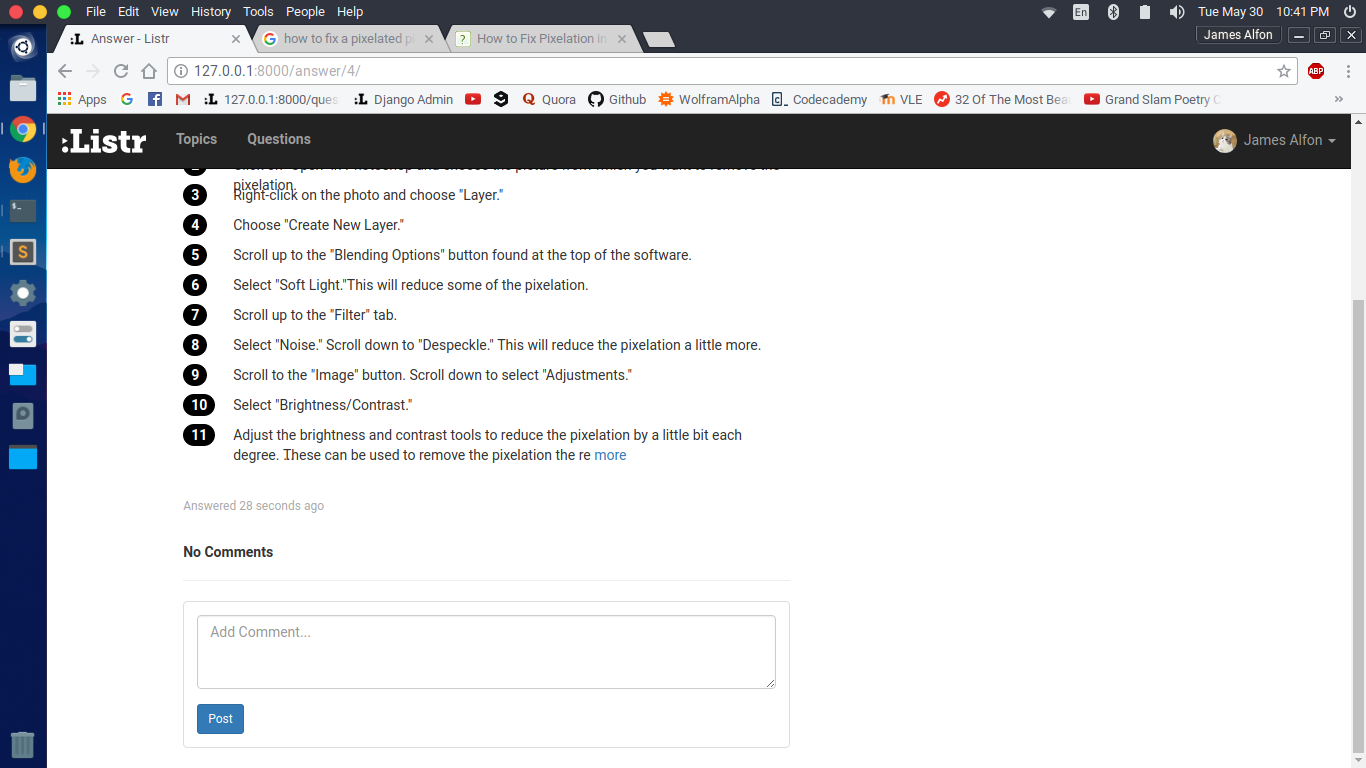 File Edit View History Tools People Help
En
Tue May 30 10:41 PM
:L Answer - Listr
how to fix a pixelated pi
How to Fix Pixelation in
James Alfon
127.0.0.1:8000/answer/4/
ABP
Apps
:L 127.0.0.1:8000/ques
:L Django Admin
Quora
Github
WolframAlpha
Codecademy
VLE
32 Of The Most Bea
Grand Slam Poetry C
»
:Listr
Topics
Questions
James Alfon
pixelation.
3 Right-click on the photo and choose "Layer."
4 Choose "Create New Layer."
5 Scroll up to the "Blending Options" button found at the top of the software.
6 Select "Soft Light."This will reduce some of the pixelation.
7 Scroll up to the "Filter" tab.
8 Select "Noise." Scroll down to "Despeckle." This will reduce the pixelation a little more.
9 Scroll to the "Image" button. Scroll down to select "Adjustments."
10 Select "Brightness/Contrast."
11 Adjust the brightness and contrast tools to reduce the pixelation by a little bit each
degree. These can be used to remove the pixelation the re more
Answered 28 seconds ago
No Comments
Add Comment...
Post